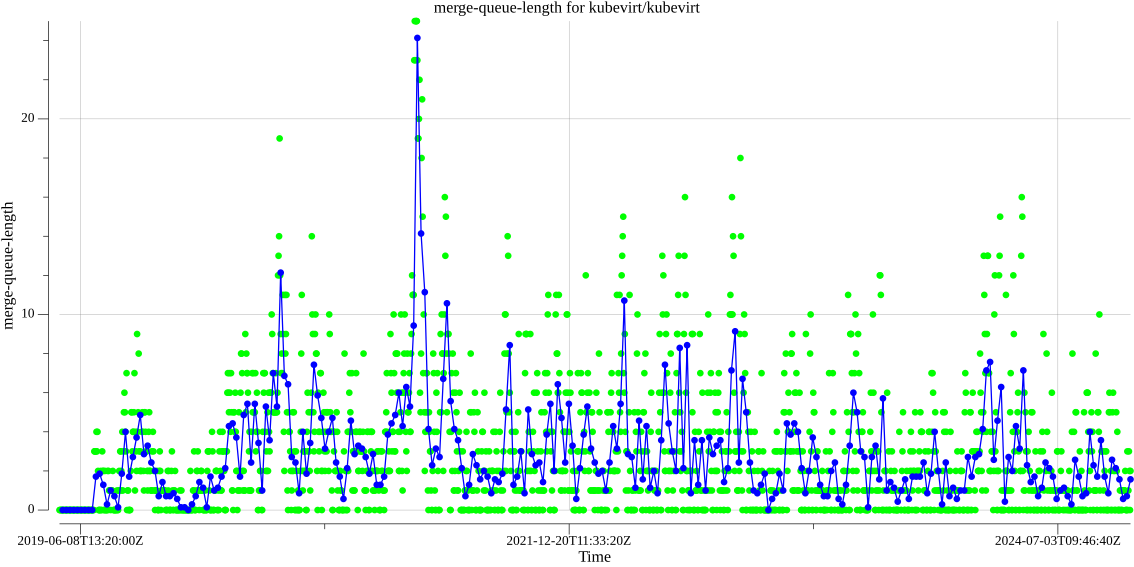 merge-queue-length for kubevirt/kubevirt
merge-queue-length
20
10
0
2019-06-08T13:20:00Z
2021-12-20T11:33:20Z
2024-07-03T09:46:40Z
Time